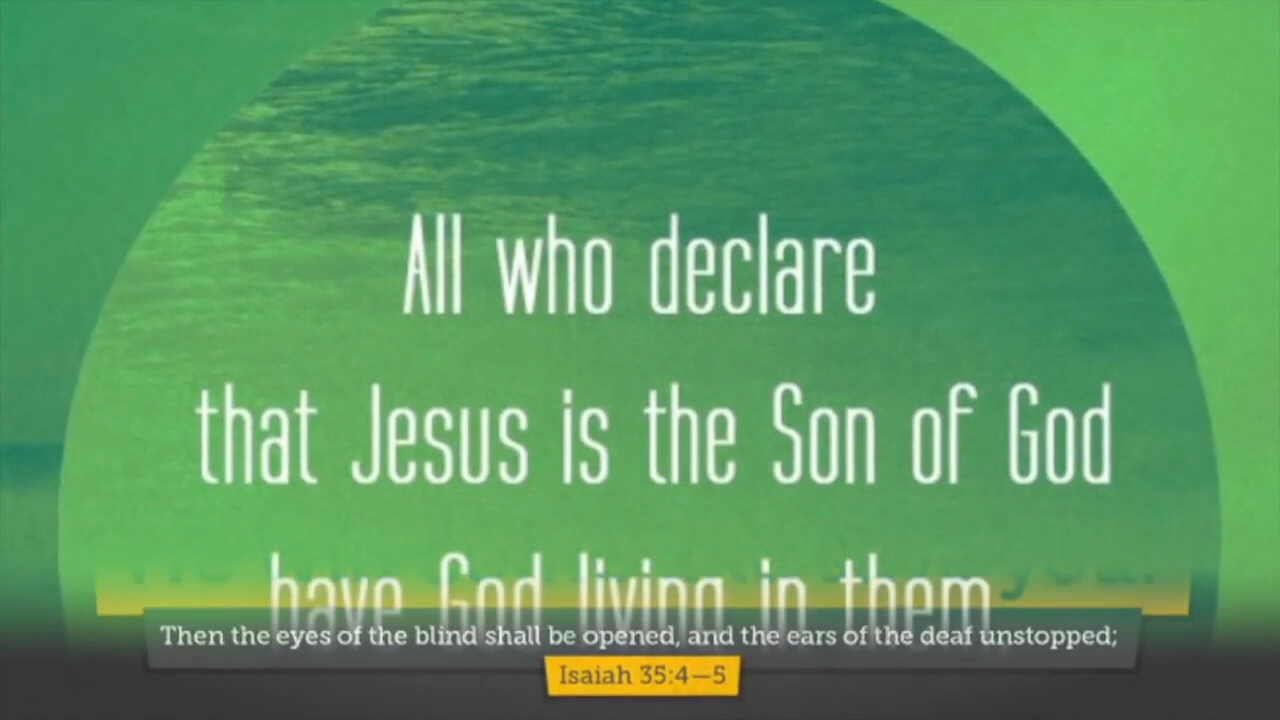 All who declare
that Jesus is the Son of God
have God living in them,
Then the eyes of the blind shall be opened, and the ears of the deaf unstopped;
Isaiah 35:4—5